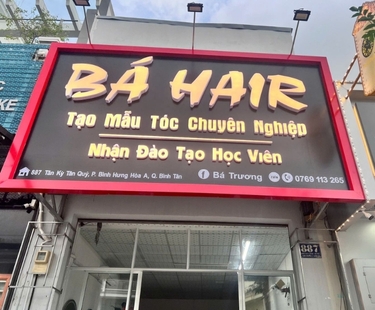 BÁ HAIR
Tạo Mẫu Tóc Chuyên Nghiệp
Nhận Đào Tạo Học Viên
887 Tân Kỳ Tân Quý, P. Bình Hưng Hòa A, Q. Bình Tân
Bá Trương
0769 113 265
887
KE